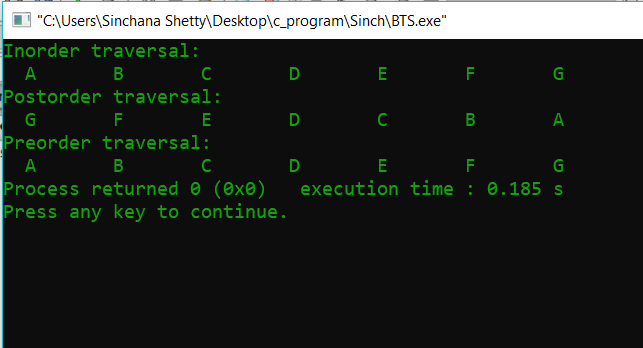 "C:\Users\Sinchana Shetty\Desktop\c_program\Sinch\BTS.exe"
Inorder traversal:
A B C D E F G
Postorder traversal:
G F E D C B A
Preorder traversal:
A B C D E F G
Process returned 0 (0x0) execution time : 0.185 s
Press any key to continue.